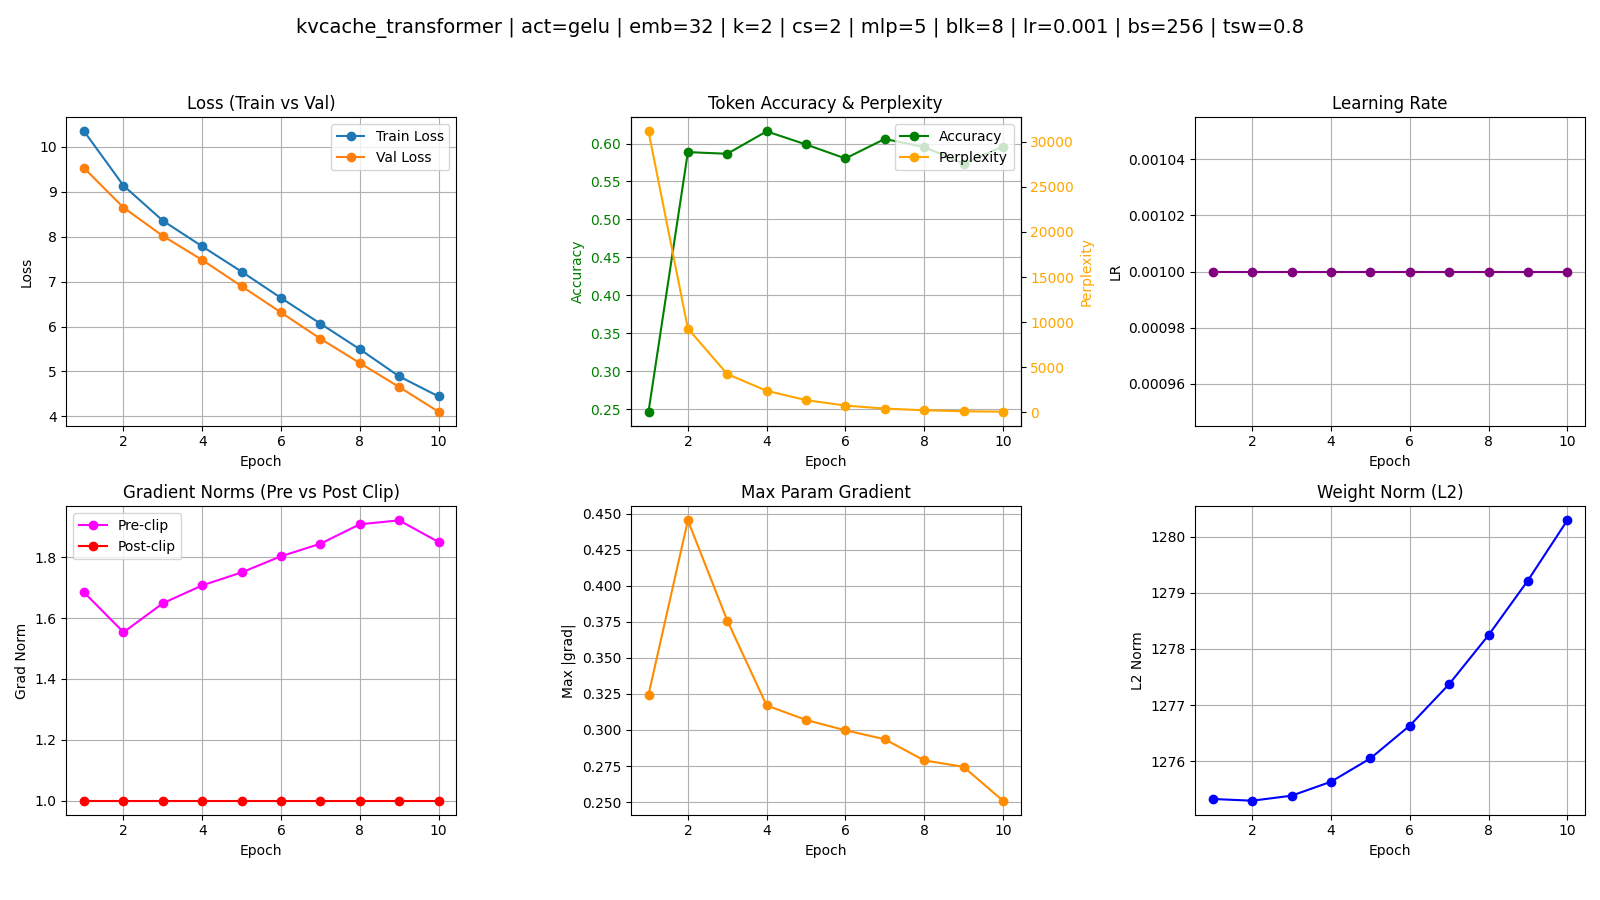 kvcache_transformer | act=gelu | emb=32 | k=2 | cs=2 | mlp=5 | blk=8 | lr=0.001 | bs=256 | tsw=0.8
Loss (Train vs Val)
Train Loss
Val Loss
Loss
10
9
8
7
6
5
4
2
4
6
8
10
Epoch
Token Accuracy & Perplexity
Accuracy
Perplexity
Accuracy
0.60
0.55
0.50
0.45
0.40
0.35
0.30
0.25
30000
25000
20000
15000
10000
5000
0
Perplexity
2
4
6
8
10
Epoch
Learning Rate
LR
0.00104
0.00102
0.00100
0.00098
0.00096
2
4
6
8
10
Epoch
Gradient Norms (Pre vs Post Clip)
Pre-clip
Post-clip
Grad Norm
1.8
1.6
1.4
1.2
1.0
2
4
6
8
10
Epoch
Max Param Gradient
Max |grad|
0.450
0.425
0.400
0.375
0.350
0.325
0.300
0.275
0.250
2
4
6
8
10
Epoch
Weight Norm (L2)
L2 Norm
1280
1279
1278
1277
1276
2
4
6
8
10
Epoch